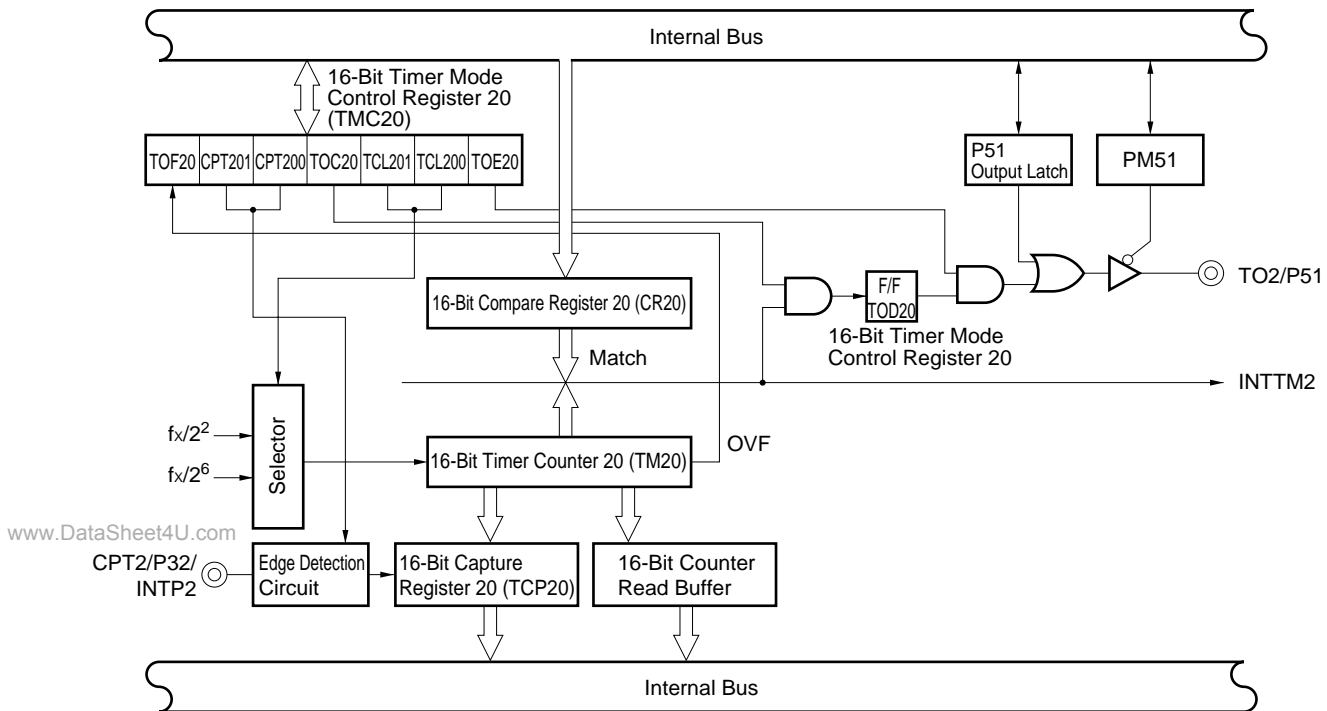 Internal Bus
16-Bit Timer Mode
Control Register 20
(TMC20)
TOF20 CPT201 CPT200 TOC20 TCL201 TCL200 TOE20
P51
Output Latch
PM51
F/F
TOD20
TO2/P51
16-Bit Compare Register 20 (CR20)
16-Bit Timer Mode
Control Register 20
Match
INTTM2
Selector
fX/2²
fX/2⁶
16-Bit Timer Counter 20 (TM20)
OVF
www.DataSheet4U.com
CPT2/P32/
INTP2
Edge Detection
Circuit
16-Bit Capture
Register 20 (TCP20)
16-Bit Counter
Read Buffer
Internal Bus